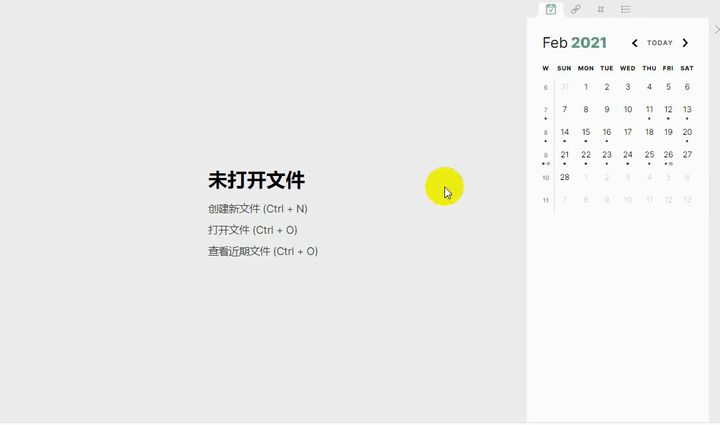 Feb 2021
TODAY
W SUN MON TUE WED THU FRI SAT
6 31 1 2 3 4 5 6
7 7 8 9 10 11 12 13
8 14 15 16 17 18 19 20
9 21 22 23 24 25 26 27
10 28 1 2 3 4 5 6
11 7 8 9 10 11 12 13
未打开文件
创建新文件 (Ctrl + N)
打开文件 (Ctrl + O)
查看近期文件 (Ctrl + O)